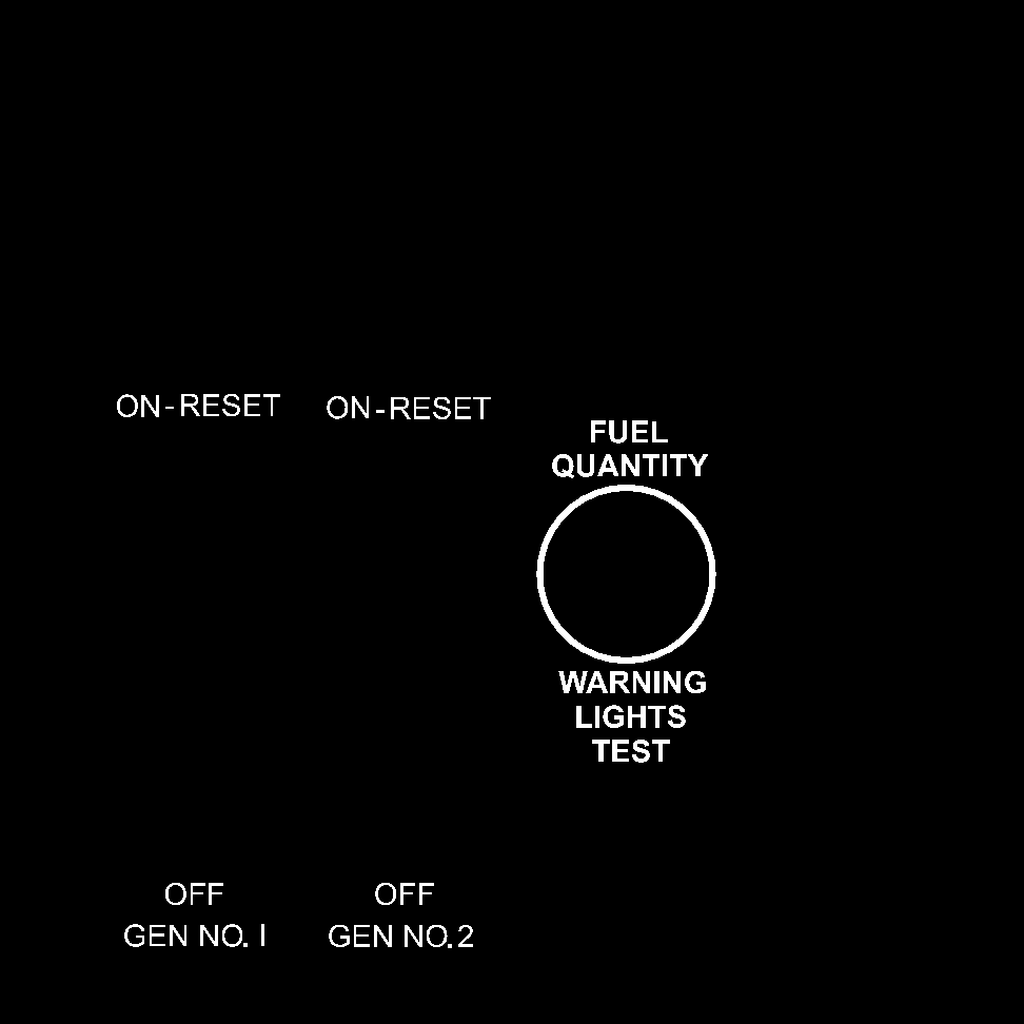 ON-RESET
ON-RESET
FUEL
QUANTITY
WARNING
LIGHTS
TEST
OFF
OFF
GEN NO. I
GEN NO.2